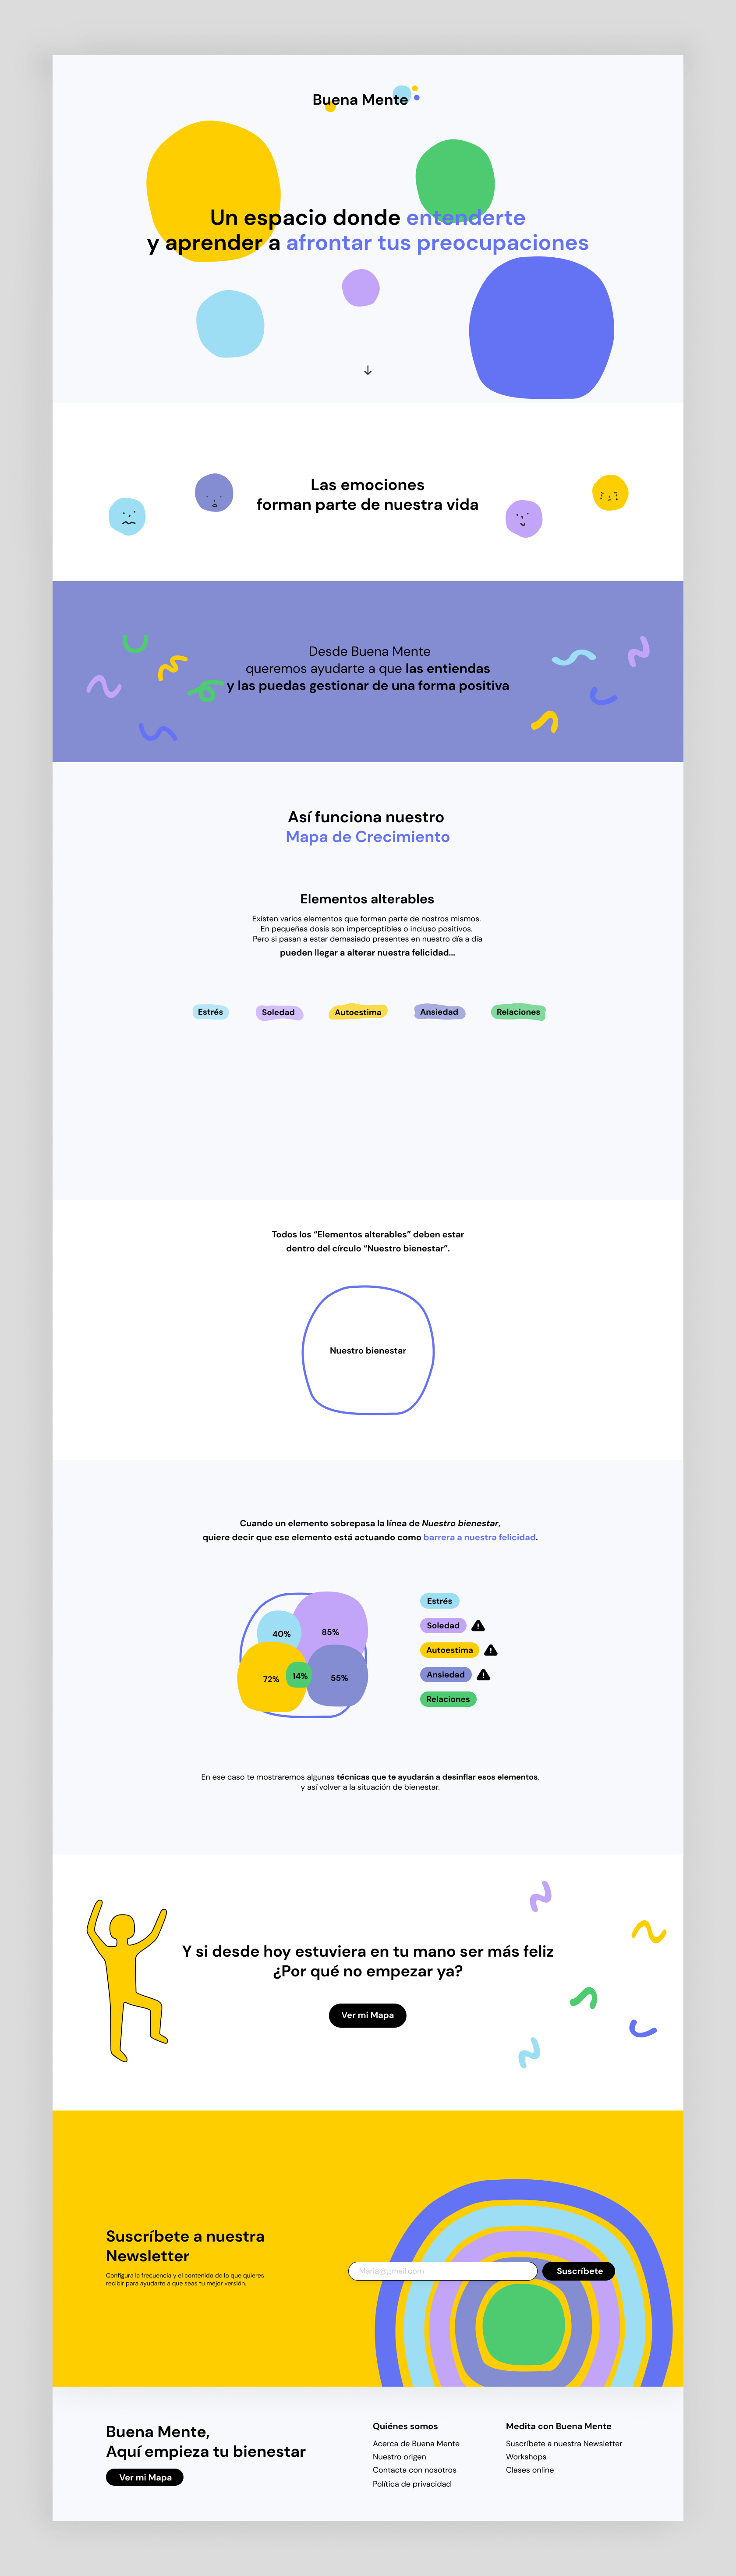 Buena Mente
Un espacio donde entenderte
y aprender a afrontar tus preocupaciones
Las emociones
forman parte de nuestra vida
Desde Buena Mente
queremos ayudarte a que las entiendas
y las puedas gestionar de una forma positiva
Así funciona nuestro
Mapa de Crecimiento
Elementos alterables
Existen varios elementos que forman parte de nostros mismos.
En pequeñas dosis son imperceptibles o incluso positivos.
Pero si pasan a estar demasiado presentes en nuestro día a día
pueden llegar a alterar nuestra felicidad...
Estrés
Soledad
Autoestima
Ansiedad
Relaciones
Todos los “Elementos alterables” deben estar
dentro del círculo “Nuestro bienestar”.
Nuestro bienestar
Cuando un elemento sobrepasa la línea de Nuestro bienestar,
quiere decir que ese elemento está actuando como barrera a nuestra felicidad.
40%
85%
72%
14%
55%
Estrés
Soledad
Autoestima
Ansiedad
Relaciones
En ese caso te mostraremos algunas técnicas que te ayudarán a desinflar esos elementos,
y así volver a la situación de bienestar.
Y si desde hoy estuviera en tu mano ser más feliz
¿Por qué no empezar ya?
Ver mi Mapa
Suscríbete a nuestra
Newsletter
Configura la frecuencia y el contenido de lo que quieres
recibir para ayudarte a que seas tu mejor versión.
Maria@gmail.com
Suscríbete
Buena Mente,
Aquí empieza tu bienestar
Ver mi Mapa
Quiénes somos
Acerca de Buena Mente
Nuestro origen
Contacta con nosotros
Política de privacidad
Medita con Buena Mente
Suscríbete a nuestra Newsletter
Workshops
Clases online